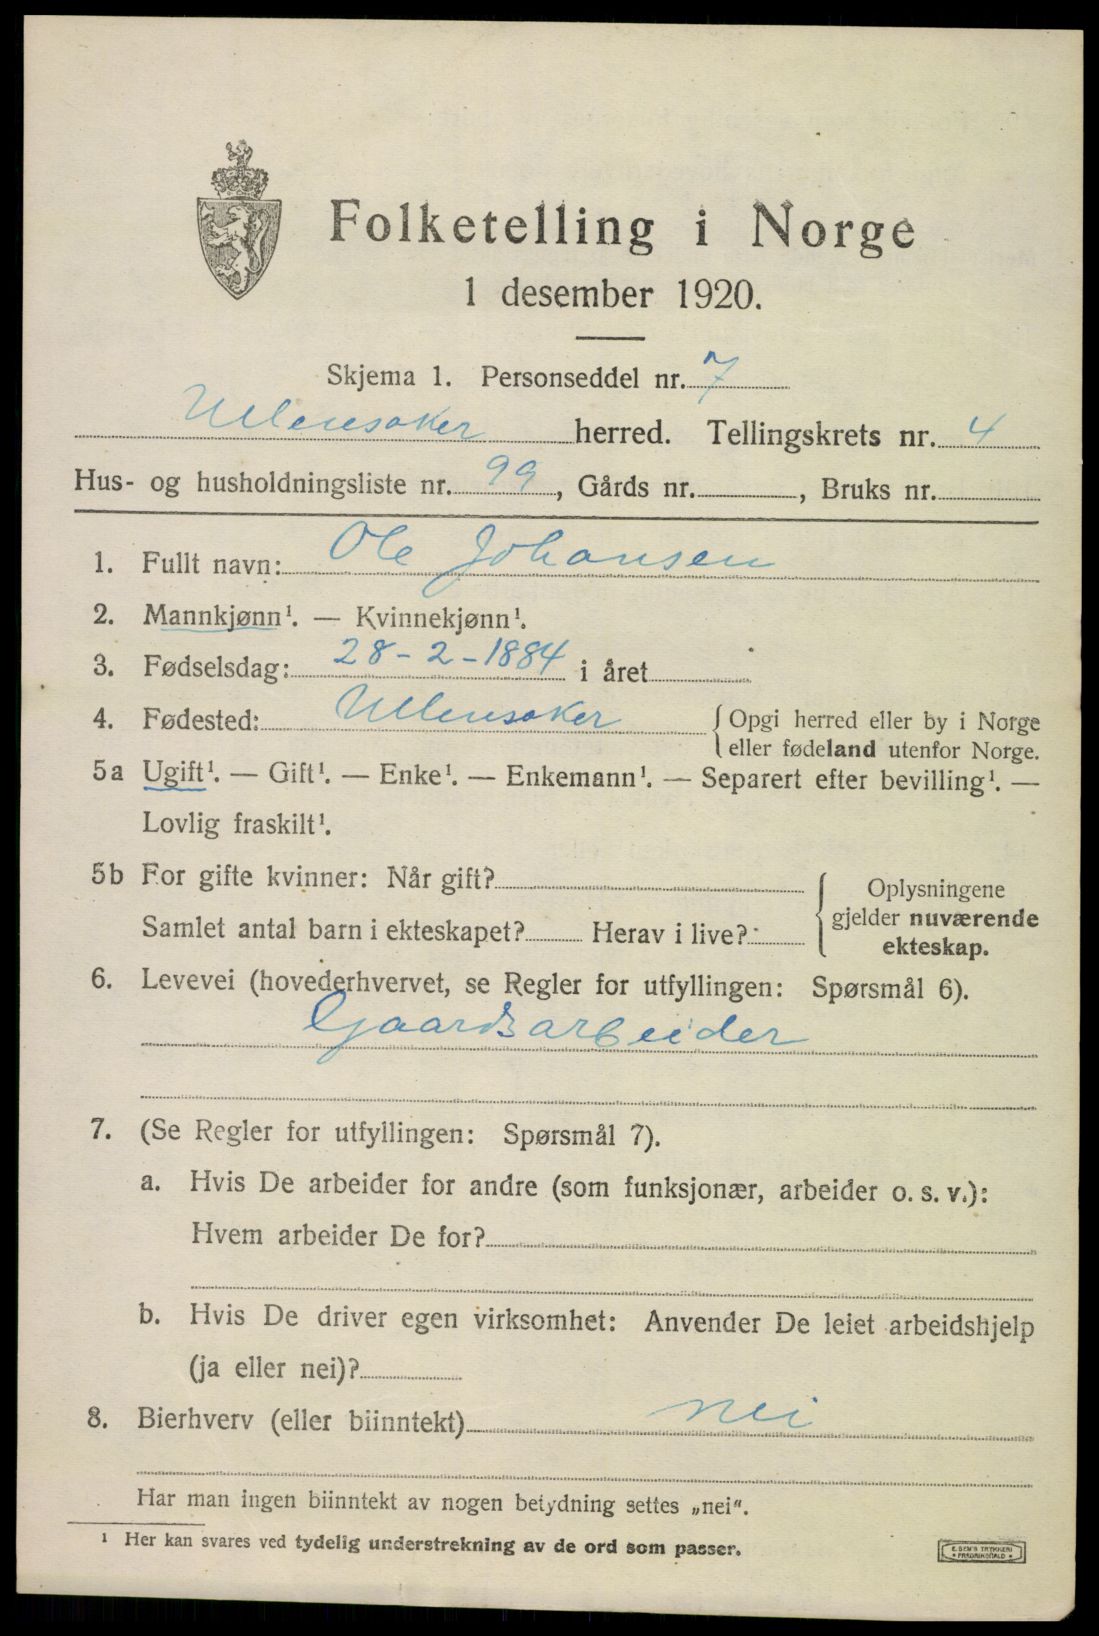 Folketelling i Norge
1 desember 1920.
Skjema 1. Personseddel nr. 7
Ullensaker herred. Tellingskrets nr. 4
Hus- og husholdningsliste nr. 99, Gårds nr. , Bruks nr.
1. Fullt navn: Ole Johansen
2. Mannkjønn¹. — Kvinnekjønn¹.
3. Fødselsdag: 28-2-1884 i året
4. Fødested: Ullensaker { Opgi herred eller by i Norge
eller fødeland utenfor Norge.
5a Ugift¹. — Gift¹. — Enke¹. — Enkemann¹. — Separert efter bevilling¹. —
Lovlig fraskilt¹.
5b For gifte kvinner: Når gift?
Samlet antal barn i ekteskapet? Herav i live?
Oplysningene
gjelder nuværende
ekteskap.
6. Levevei (hovederhvervet, se Regler for utfyllingen: Spørsmål 6).
Gaardsarbeider
7. (Se Regler for utfyllingen: Spørsmål 7).
a. Hvis De arbeider for andre (som funksjonær, arbeider o. s. v.):
Hvem arbeider De for?
b. Hvis De driver egen virksomhet: Anvender De leiet arbeidshjelp
(ja eller nei)?
8. Bierhverv (eller biinntekt) nei
Har man ingen biinntekt av nogen betydning settes „nei“.
¹ Her kan svares ved tydelig understrekning av de ord som passer.
E. SEM'S TRYKKERI
* FREDRIKSHALD *